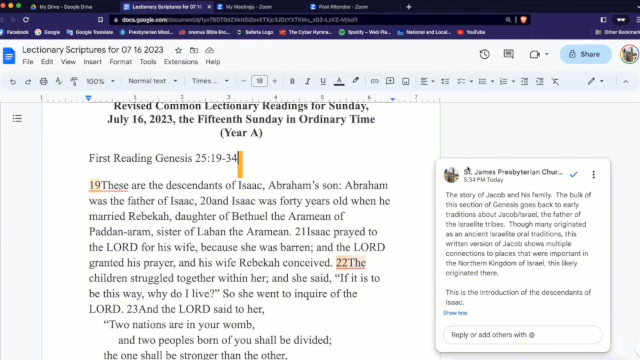 My Drive - Google Drive
Lectionary Scriptures for 07
My Meetings - Zoom
Post Attendee - Zoom
docs.google.com/document/d/
Google
Google Translate
Presbyterian Mission
oremus Bible Bro
SermonAudio
The Cyber Hymna
YouTube
National and Local
Other Bookmarks
Lectionary Scriptures for 07 16 2023
Share
File Edit View Insert Format Tools Extensions Help
100% Normal text Times ... 18
Revised Common Lectionary Readings for Sunday,
July 16, 2023, the Fifteenth Sunday in Ordinary Time
(Year A)
First Reading Genesis 25:19-34
19These are the descendants of Isaac, Abraham's son: Abraham
was the father of Isaac, 20and Isaac was forty years old when he
married Rebekah, daughter of Bethuel the Aramean of
Paddan-aram, sister of Laban the Aramean. 21Isaac prayed to
the LORD for his wife, because she was barren; and the LORD
granted his prayer, and his wife Rebekah conceived. 22The
children struggled together within her; and she said, "If it is to
be this way, why do I live?" So she went to inquire of the
LORD. 23And the LORD said to her,
"Two nations are in your womb,
and two peoples born of you shall be divided;
the one shall be stronger than the other,
St. James Presbyterian Chur...
5:34 PM Today
The story of Jacob and his family. The bulk of
this section of Genesis goes back to early
traditions about Jacob/Israel, the father of
the Israelite tribes. Though many originated
as an ancient Israelite oral traditions, this
written version of Jacob shows multiple
connections to places that were important in
the Northern Kingdom of Israel, this likely
originated there.
This is the Introduction of the descendants of
Isaac.
Show less
Reply or add others with @